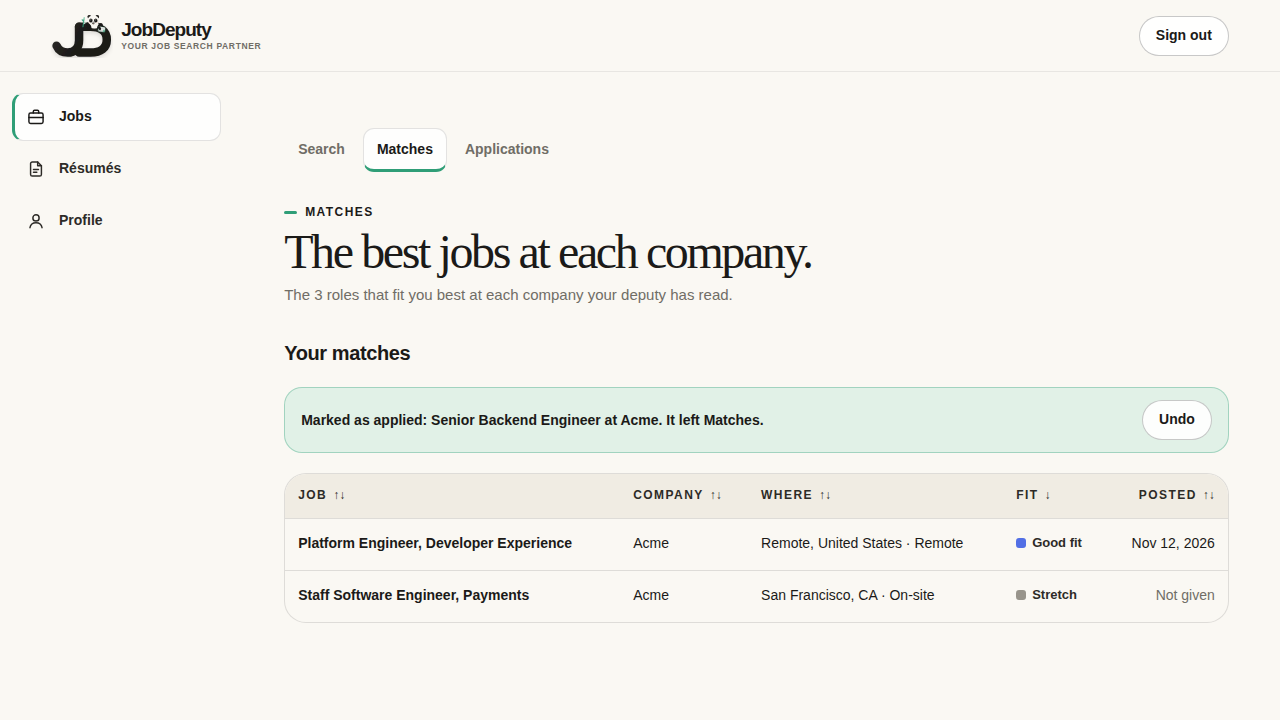 JobDeputy
YOUR JOB SEARCH PARTNER
Sign out
Jobs
Résumés
Profile
Search
Matches
Applications
MATCHES
The best jobs at each company.
The 3 roles that fit you best at each company your deputy has read.
Your matches
Marked as applied: Senior Backend Engineer at Acme. It left Matches.
Undo
JOB ↑↓ COMPANY ↑↓ WHERE ↑↓ FIT ↓ POSTED ↑↓
Platform Engineer, Developer Experience Acme Remote, United States · Remote Good fit Nov 12, 2026
Staff Software Engineer, Payments Acme San Francisco, CA · On-site Stretch Not given